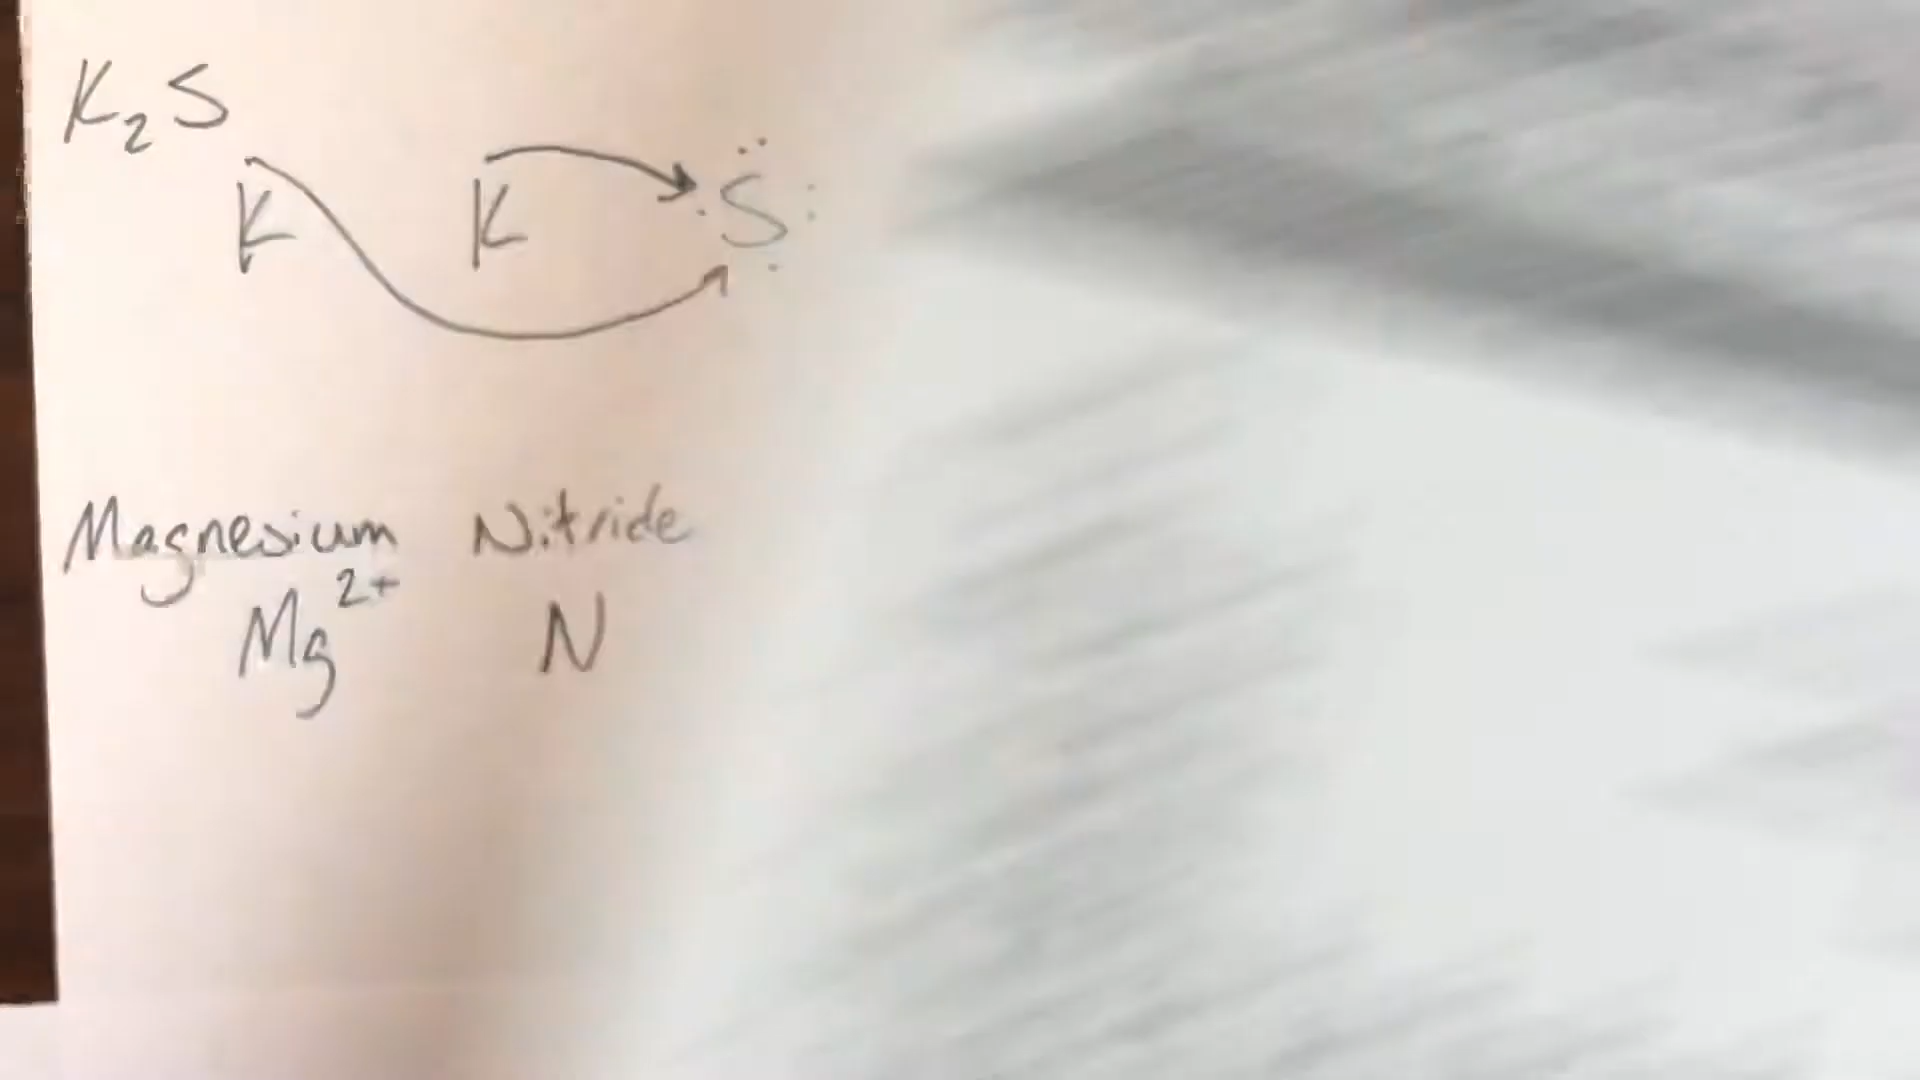 K₂S
K K S
Magnesium Nitride
Mg²⁺ N